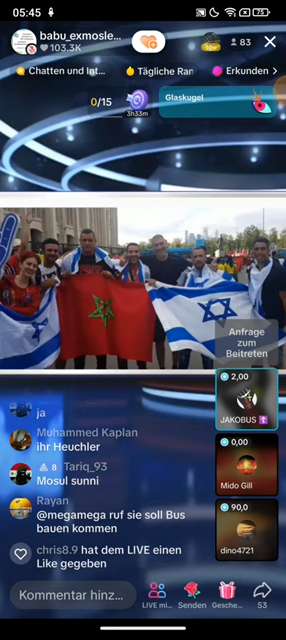 05:45
75
babu_exmosle...
103.3K
10+
83
Chatten und Int...
Tägliche Ran
Erkunden
0/15
3h33m
Glaskugel
Anfrage
zum
Beitreten
2,00
JAKOBUS
0,00
Mido Gill
90,0
dino4721
ja
Muhammed Kaplan
ihr Heuchler
8 Tariq_93
Mosul sunni
Rayan
@megamega ruf sie soll Bus
bauen kommen
chris8.9 hat dem LIVE einen
Like gegeben
Kommentar hinz...
LIVE mi...
Senden
Gesche...
53